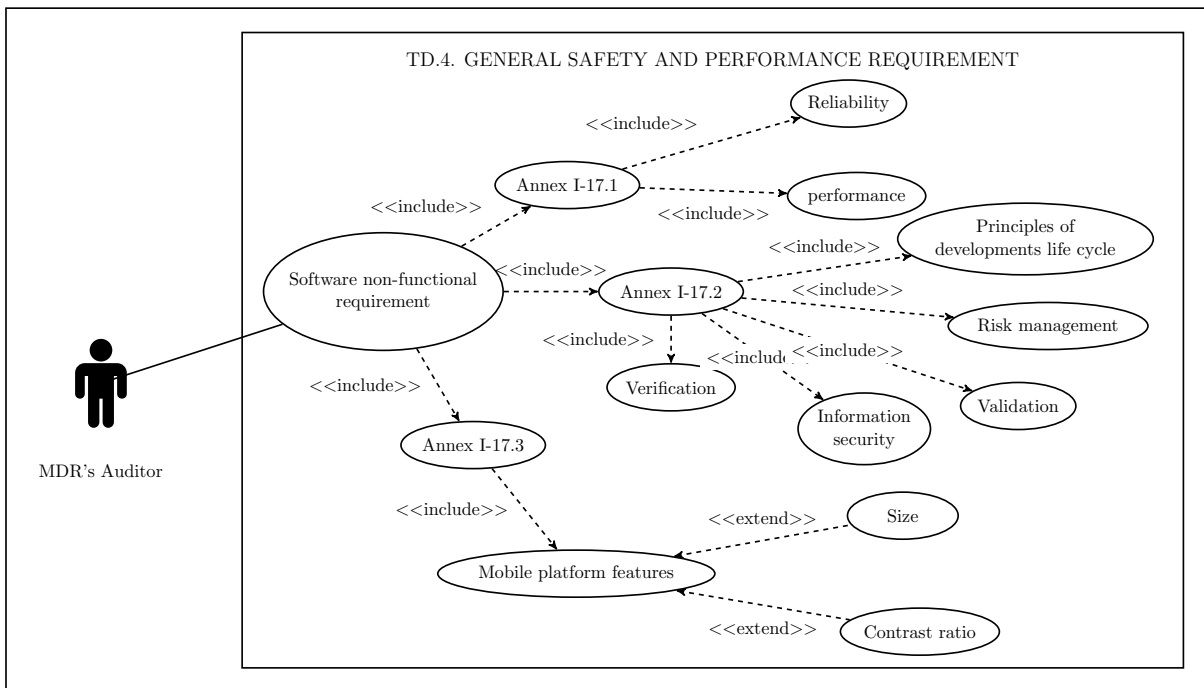 TD.4. GENERAL SAFETY AND PERFORMANCE REQUIREMENT
Reliability
<<include>>
Annex I-17.1
performance
<<include>>
<<include>>
Principles of
developments life cycle
<<include>>
<<include>>
Software non-functional
requirement
Annex I-17.2
<<include>>
Risk management
<<include>>
<<inclu
<<include>>
<<include>>
Verification
Information
security
Validation
Annex I-17.3
MDR's Auditor
<<include>>
<<extend>>
Size
Mobile platform features
<<extend>>
Contrast ratio